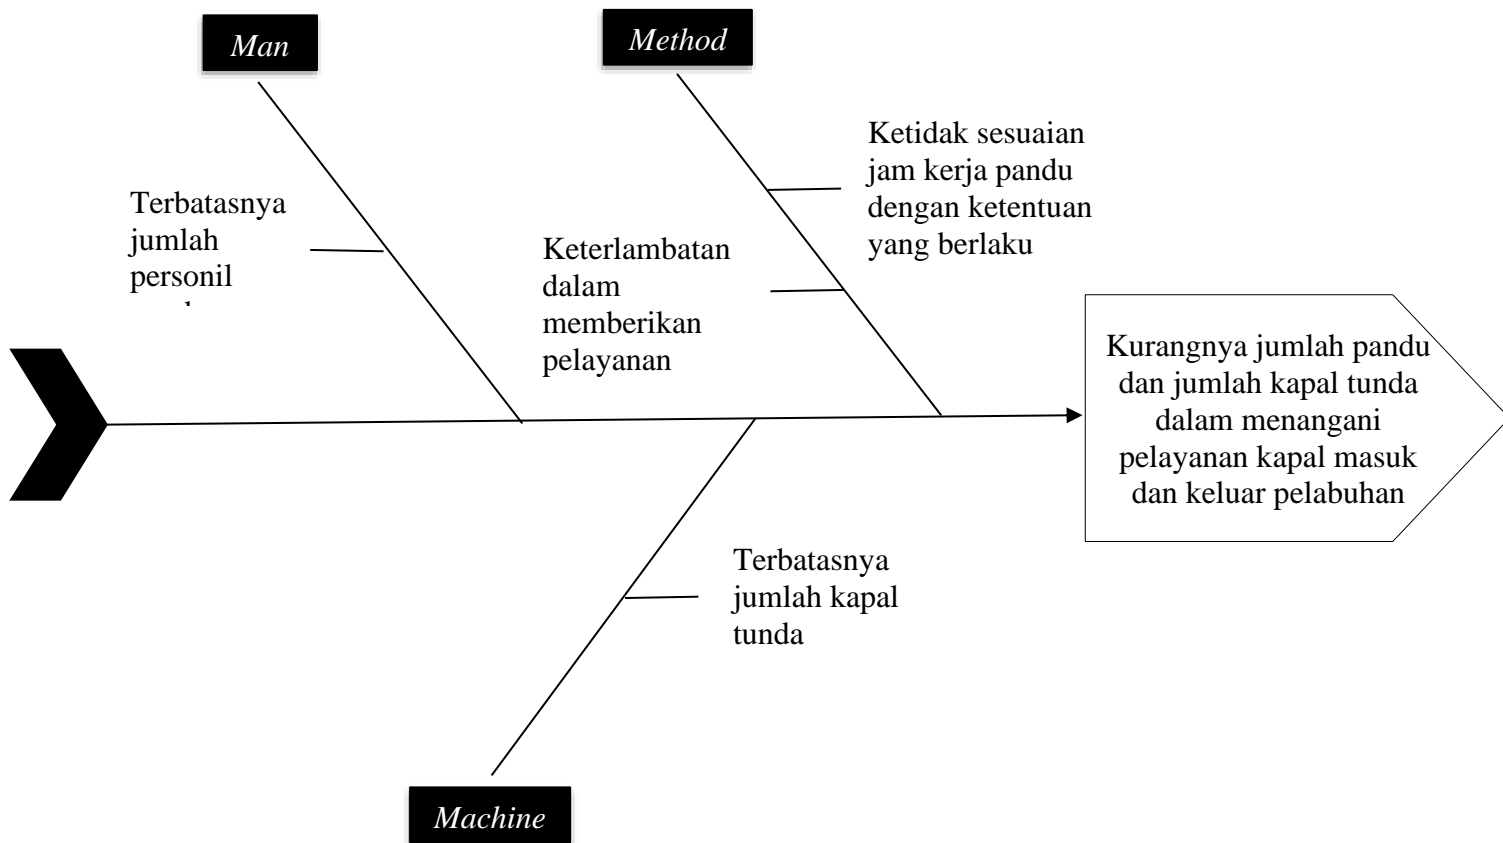 Man
Method
Terbatasnya
jumlah
personil
Keterlambatan
dalam
memberikan
pelayanan
Ketidak sesuaian
jam kerja pandu
dengan ketentuan
yang berlaku
Kurangnya jumlah pandu
dan jumlah kapal tunda
dalam menangani
pelayanan kapal masuk
dan keluar pelabuhan
Terbatasnya
jumlah kapal
tunda
Machine